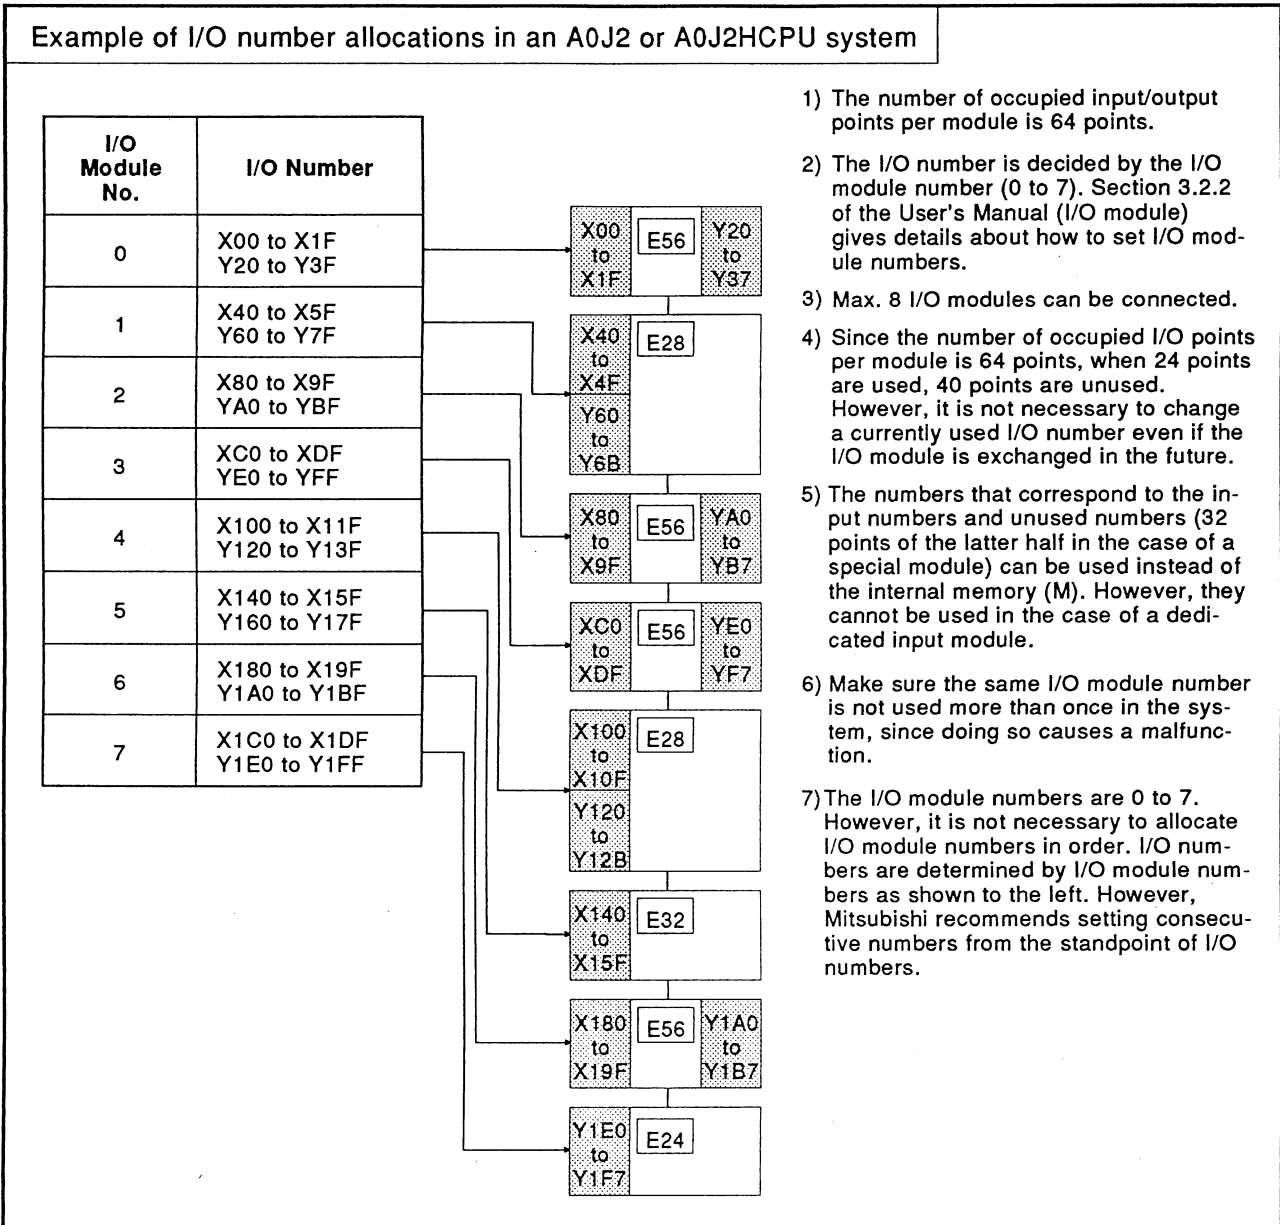 Example of I/O number allocations in an A0J2 or A0J2HCPU system
I/O
Module
No.
I/O Number
0
X00 to X1F
Y20 to Y3F
1
X40 to X5F
Y60 to Y7F
2
X80 to X9F
YA0 to YBF
3
XC0 to XDF
YE0 to YFF
4
X100 to X11F
Y120 to Y13F
5
X140 to X15F
Y160 to Y17F
6
X180 to X19F
Y1A0 to Y1BF
7
X1C0 to X1DF
Y1E0 to Y1FF
X00
to
X1F
E56
Y20
to
Y37
X40
to
X4F
E28
Y60
to
Y6B
X80
to
X9F
E56
YA0
to
YB7
XC0
to
XDF
E56
YE0
to
YF7
X100
to
X10F
E28
Y120
to
Y12B
X140
to
X15F
E32
X180
to
X19F
E56
Y1A0
to
Y1B7
Y1E0
to
Y1F7
E24
1) The number of occupied input/output
points per module is 64 points.
2) The I/O number is decided by the I/O
module number (0 to 7). Section 3.2.2
of the User's Manual (I/O module)
gives details about how to set I/O mod-
ule numbers.
3) Max. 8 I/O modules can be connected.
4) Since the number of occupied I/O points
per module is 64 points, when 24 points
are used, 40 points are unused.
However, it is not necessary to change
a currently used I/O number even if the
I/O module is exchanged in the future.
5) The numbers that correspond to the in-
put numbers and unused numbers (32
points of the latter half in the case of a
special module) can be used instead of
the internal memory (M). However, they
cannot be used in the case of a dedi-
cated input module.
6) Make sure the same I/O module number
is not used more than once in the sys-
tem, since doing so causes a malfunc-
tion.
7) The I/O module numbers are 0 to 7.
However, it is not necessary to allocate
I/O module numbers in order. I/O num-
bers are determined by I/O module num-
bers as shown to the left. However,
Mitsubishi recommends setting consecu-
tive numbers from the standpoint of I/O
numbers.